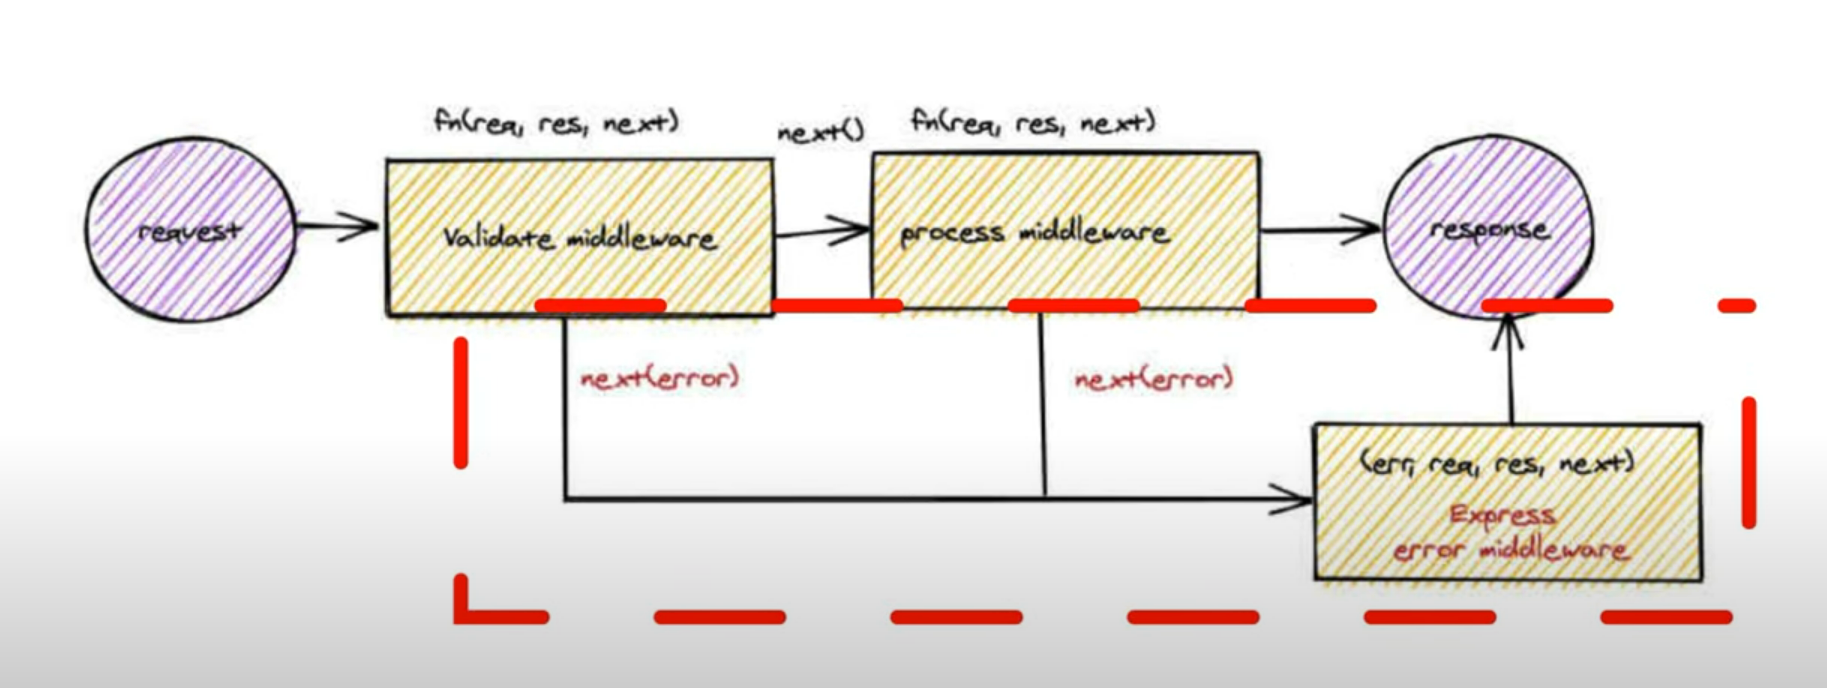 fn(req, res, next)
next()
fn(req, res, next)
request
Validate middleware
process middleware
response
next(error)
next(error)
(err, req, res, next)
Express
error middleware